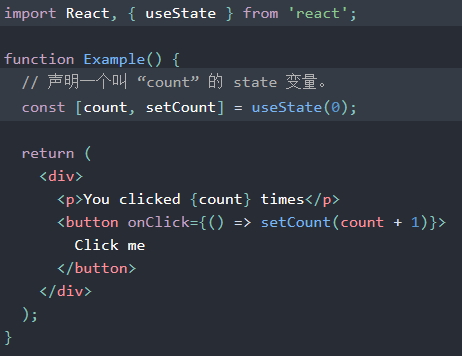 import React, { useState } from 'react';
function Example() {
// 声明一个叫 “count” 的 state 变量。
const [count, setCount] = useState(0);
return (
<div>
<p>You clicked {count} times</p>
<button onClick={() => setCount(count + 1)}>
Click me
</button>
</div>
);
}